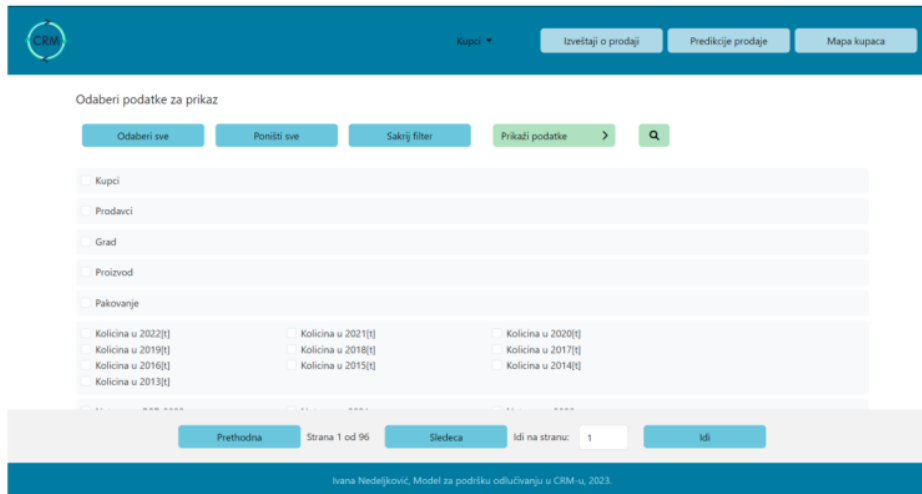 CRM
Kupci
Izveštaji o prodaji
Predikcije prodaje
Mapa kupaca
Odaberi podatke za prikaz
Odaberi sve
Poništi sve
Sakrij filter
Prikaži podatke
Kupci
Prodavci
Grad
Proizvod
Pakovanje
Kolicina u 2022[t] Kolicina u 2021[t] Kolicina u 2020[t]
Kolicina u 2019[t] Kolicina u 2018[t] Kolicina u 2017[t]
Kolicina u 2016[t] Kolicina u 2015[t] Kolicina u 2014[t]
Kolicina u 2013[t]
Prethodna Strana 1 od 96 Sledeca Idi na stranu: 1 Idi
Ivana Nedeljković, Model za podršku odlučivanju u CRM-u, 2023.